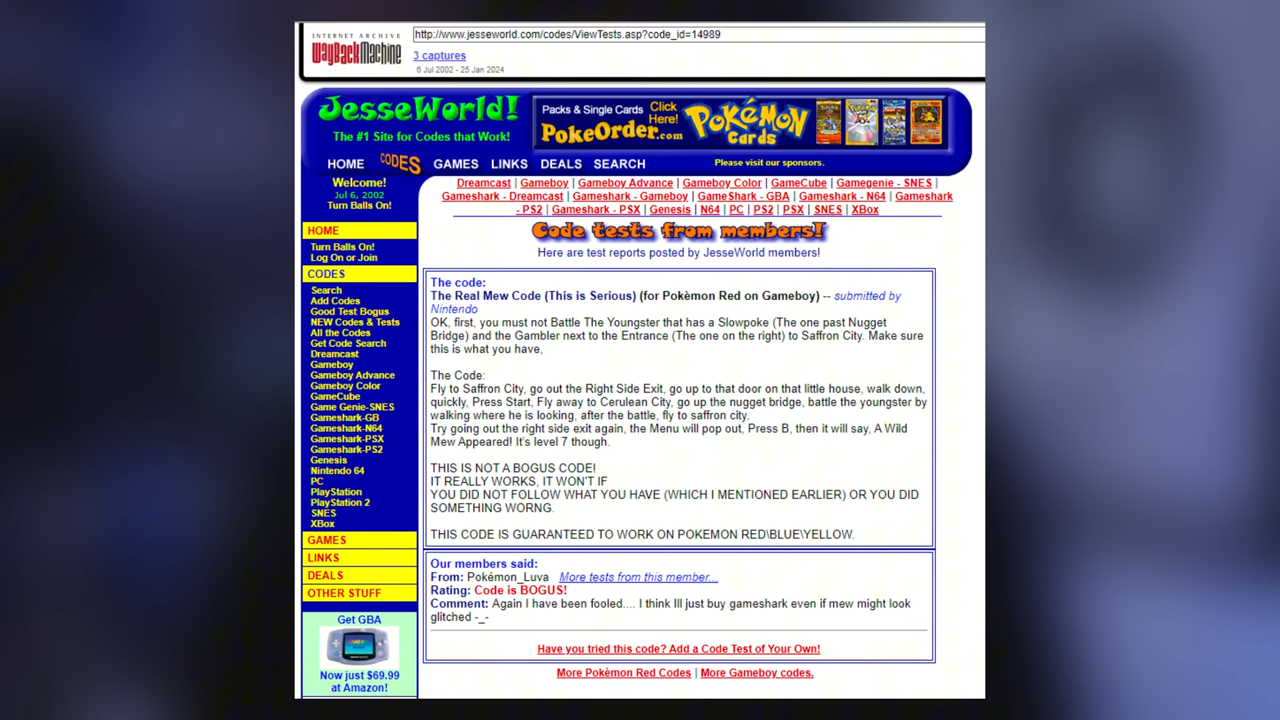 INTERNET ARCHIVE
WayBackMachine
http://www.jesseworld.com/codes/ViewTests.asp?code_id=14989
3 captures
6 Jul 2002 - 25 Jan 2024
JesseWorld!
The #1 Site for Codes that Work!
Packs & Single Cards
Click Here!
PokeOrder.com
POKéMON
Cards
HOME CODES GAMES LINKS DEALS SEARCH
Please visit our sponsors.
Welcome!
Jul 6, 2002
Turn Balls On!
HOME
Turn Balls On!
Log On or Join
CODES
Search
Add Codes
Good Test Bogus
NEW Codes & Tests
All the Codes
Get Code Search
Dreamcast
Gameboy
Gameboy Advance
Gameboy Color
GameCube
Game Genie-SNES
Gameshark-GB
Gameshark-N64
Gameshark-PSX
Gameshark-PS2
Genesis
Nintendo 64
PC
PlayStation
PlayStation 2
SNES
XBox
GAMES
LINKS
DEALS
OTHER STUFF
Get GBA
Now just $69.99
at Amazon!
Dreamcast | Gameboy | Gameboy Advance | Gameboy Color | GameCube | Gamegenie - SNES |
Gameshark - Dreamcast | Gameshark - Gameboy | GameShark - GBA | Gameshark - N64 | Gameshark
- PS2 | Gameshark - PSX | Genesis | N64 | PC | PS2 | PSX | SNES | XBox
Code tests from members!
Here are test reports posted by JesseWorld members!
The code:
The Real Mew Code (This is Serious) (for Pokèmon Red on Gameboy) -- submitted by
Nintendo
OK, first, you must not Battle The Youngster that has a Slowpoke (The one past Nugget
Bridge) and the Gambler next to the Entrance (The one on the right) to Saffron City. Make sure
this is what you have,
The Code:
Fly to Saffron City, go out the Right Side Exit, go up to that door on that little house, walk down,
quickly, Press Start, Fly away to Cerulean City, go up the nugget bridge, battle the youngster by
walking where he is looking, after the battle, fly to saffron city,
Try going out the right side exit again, the Menu will pop out, Press B, then it will say, A Wild
Mew Appeared! It's level 7 though.
THIS IS NOT A BOGUS CODE!
IT REALLY WORKS, IT WON'T IF
YOU DID NOT FOLLOW WHAT YOU HAVE (WHICH I MENTIONED EARLIER) OR YOU DID
SOMETHING WORNG.
THIS CODE IS GUARANTEED TO WORK ON POKEMON RED\BLUE\YELLOW.
Our members said:
From: Pokémon_Luva More tests from this member...
Rating: Code is BOGUS!
Comment: Again I have been fooled.... I think Ill just buy gameshark even if mew might look
glitched -_-
Have you tried this code? Add a Code Test of Your Own!
More Pokèmon Red Codes | More Gameboy codes.